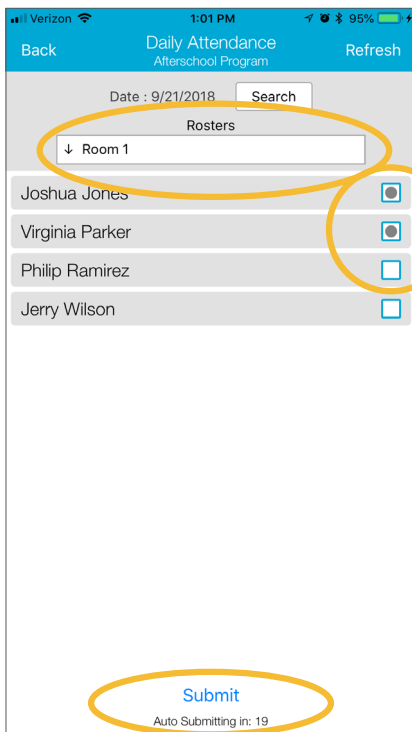 Verizon 1:01 PM 95%
Back Daily Attendance Refresh
Afterschool Program
Date : 9/21/2018 Search
Rosters
↓ Room 1
Joshua Jones
Virginia Parker
Philip Ramirez
Jerry Wilson
Submit
Auto Submitting in: 19